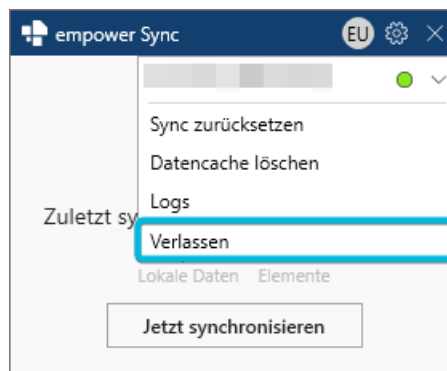 empower Sync EU
Sync zurücksetzen
Datencache löschen
Logs
Zuletzt sy
Verlassen
Lokale Daten Elemente
Jetzt synchronisieren